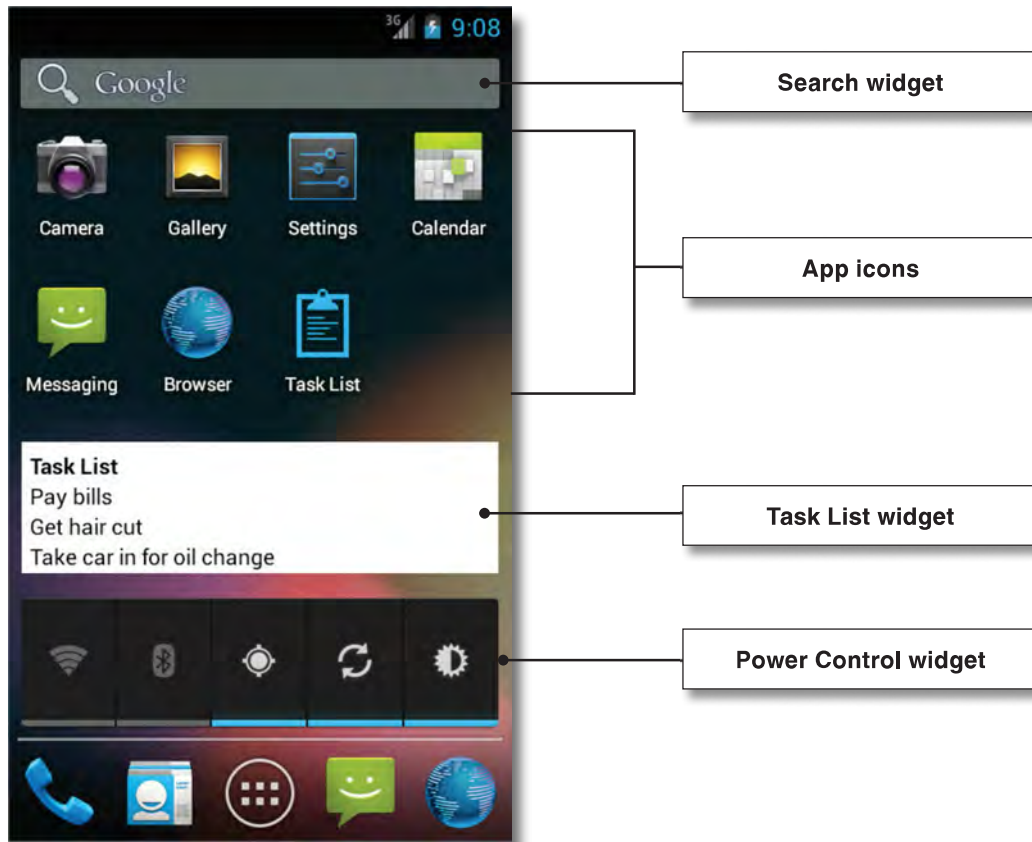 3G 9:08
Google
Search widget
Camera Gallery Settings Calendar
App icons
Messaging Browser Task List
Task List
Pay bills
Get hair cut
Take car in for oil change
Task List widget
Power Control widget